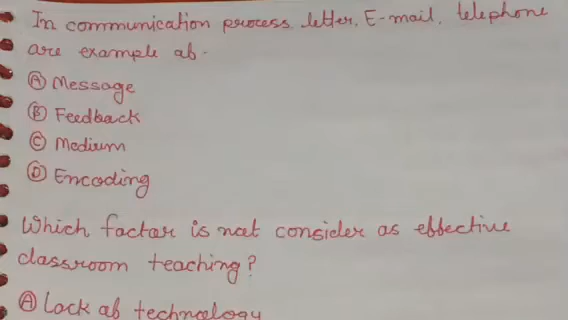 In communication process letter, E-mail, telephone
are example of -
Ⓐ Message
Ⓑ Feedback
Ⓒ Medium
Ⓓ Encoding
Which factor is not consider as effective
classroom teaching?
Ⓐ Lack of technology